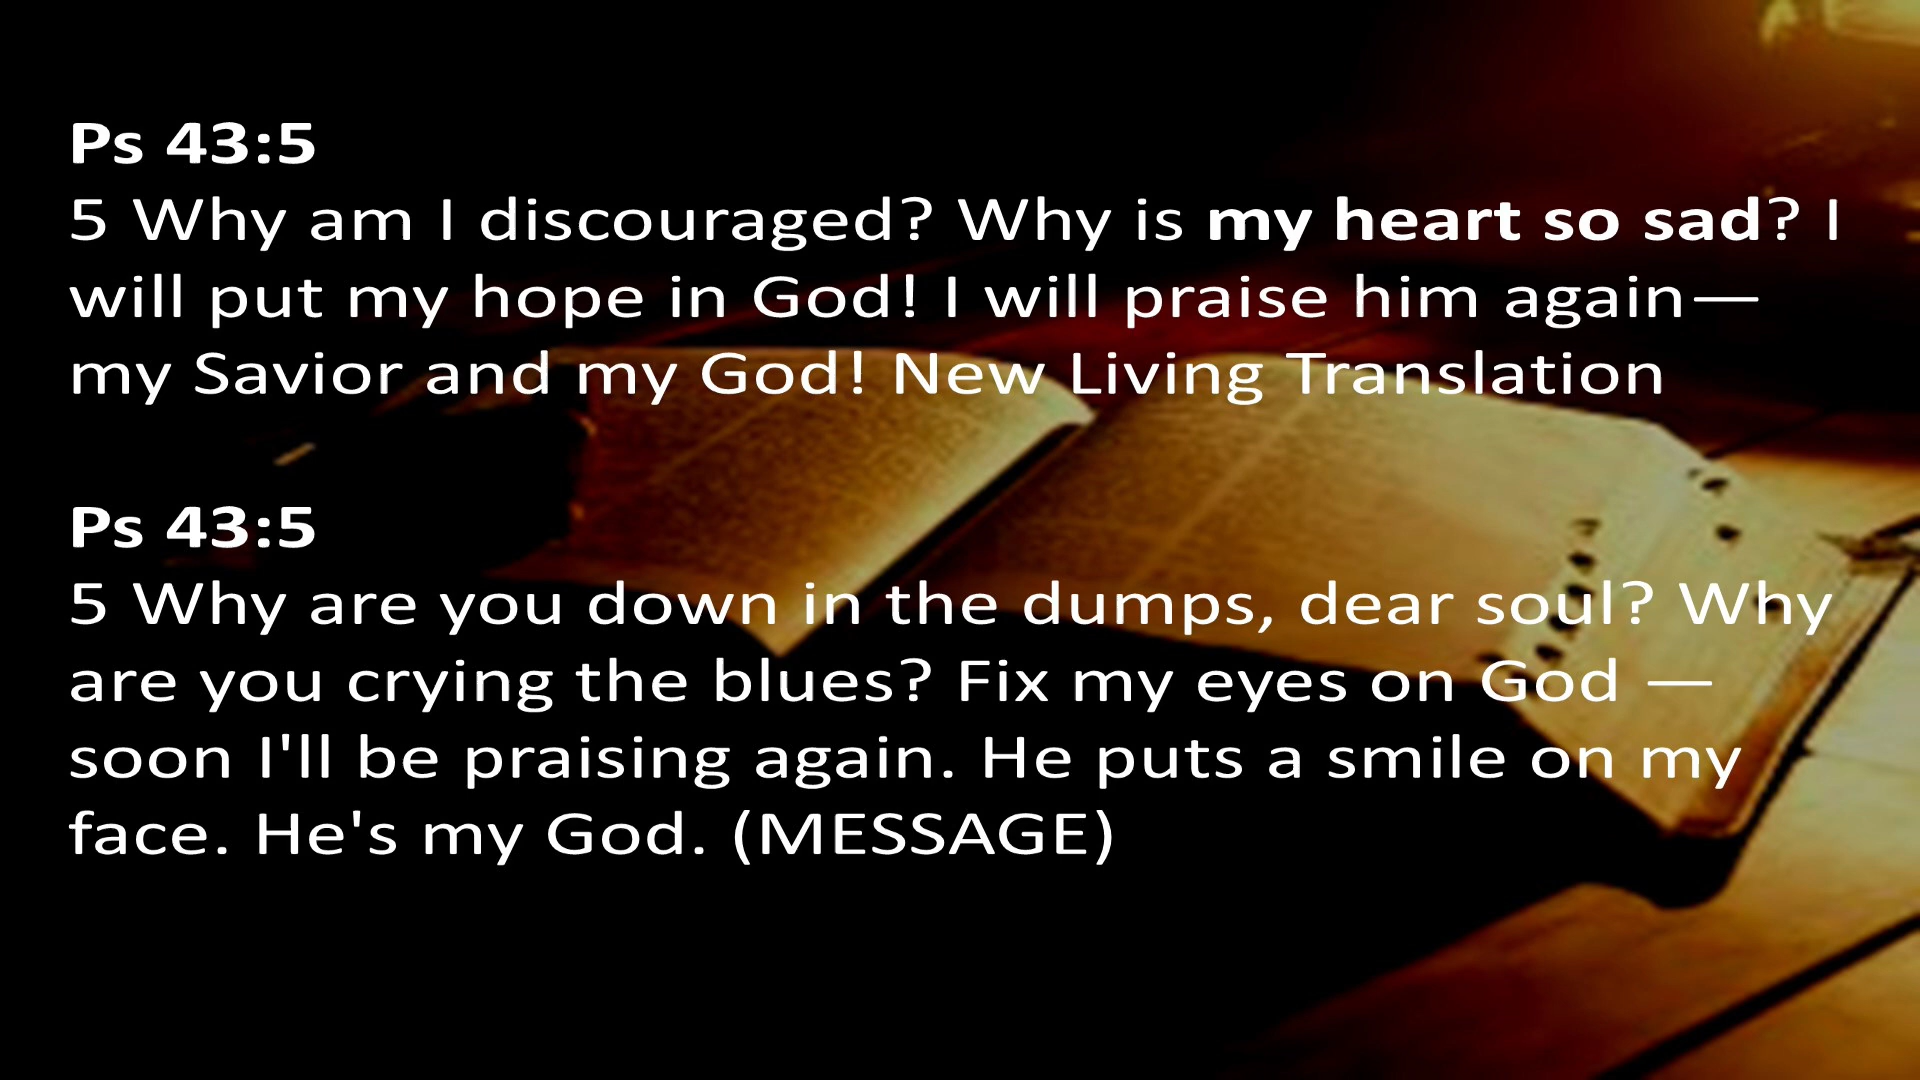 Ps 43:5
5 Why am I discouraged? Why is my heart so sad? I
will put my hope in God! I will praise him again—
my Savior and my God! New Living Translation
Ps 43:5
5 Why are you down in the dumps, dear soul? Why
are you crying the blues? Fix my eyes on God —
soon I'll be praising again. He puts a smile on my
face. He's my God. (MESSAGE)